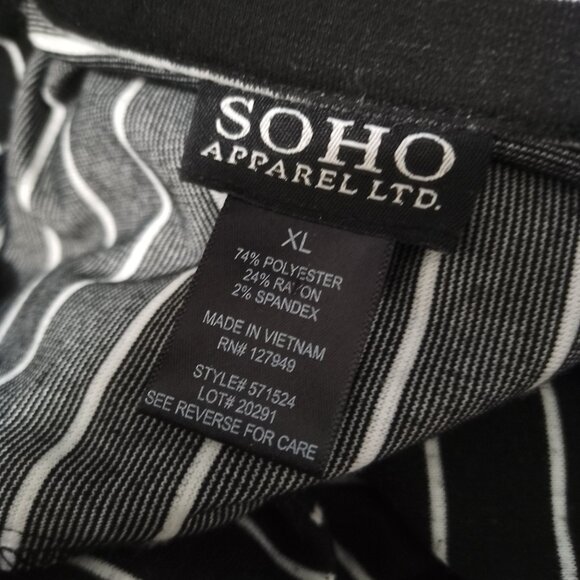 SOHO
APPAREL LTD.
XL
74% POLYESTER
24% RAYON
2% SPANDEX
MADE IN VIETNAM
RN# 127949
STYLE# 571524
LOT# 20291
SEE REVERSE FOR CARE